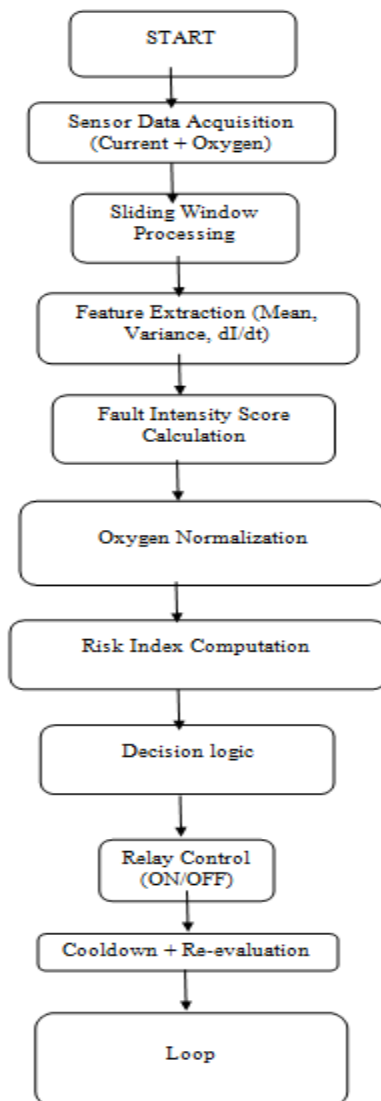 START
Sensor Data Acquisition
(Current + Oxygen)
Sliding Window
Processing
Feature Extraction (Mean,
Variance, dI/dt)
Fault Intensity Score
Calculation
Oxygen Normalization
Risk Index Computation
Decision logic
Relay Control
(ON/OFF)
Cooldown + Re-evaluation
Loop